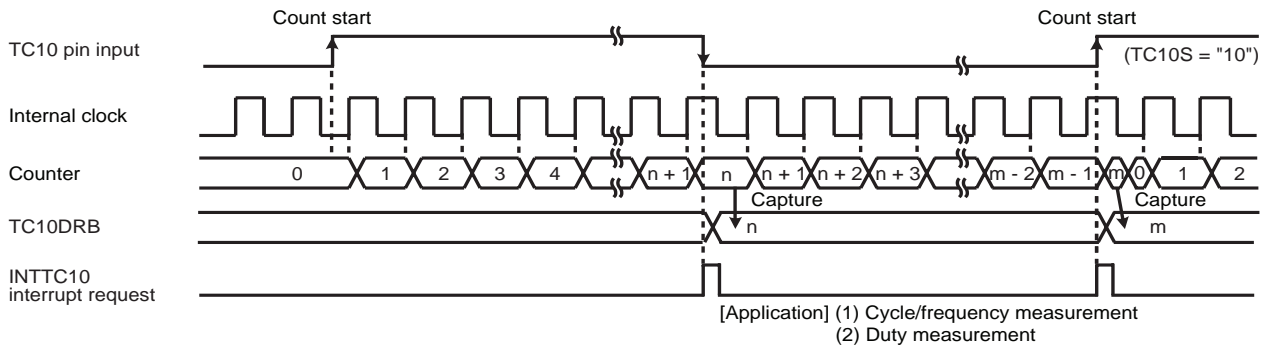 Count start Count start
TC10 pin input (TC10S = "10")
Internal clock
Counter 0 1 2 3 4 n + 1 n n + 1 n + 2 n + 3 m - 2 m - 1 m 0 1 2
Capture Capture
TC10DRB n m
INTTC10
interrupt request
[Application] (1) Cycle/frequency measurement
(2) Duty measurement